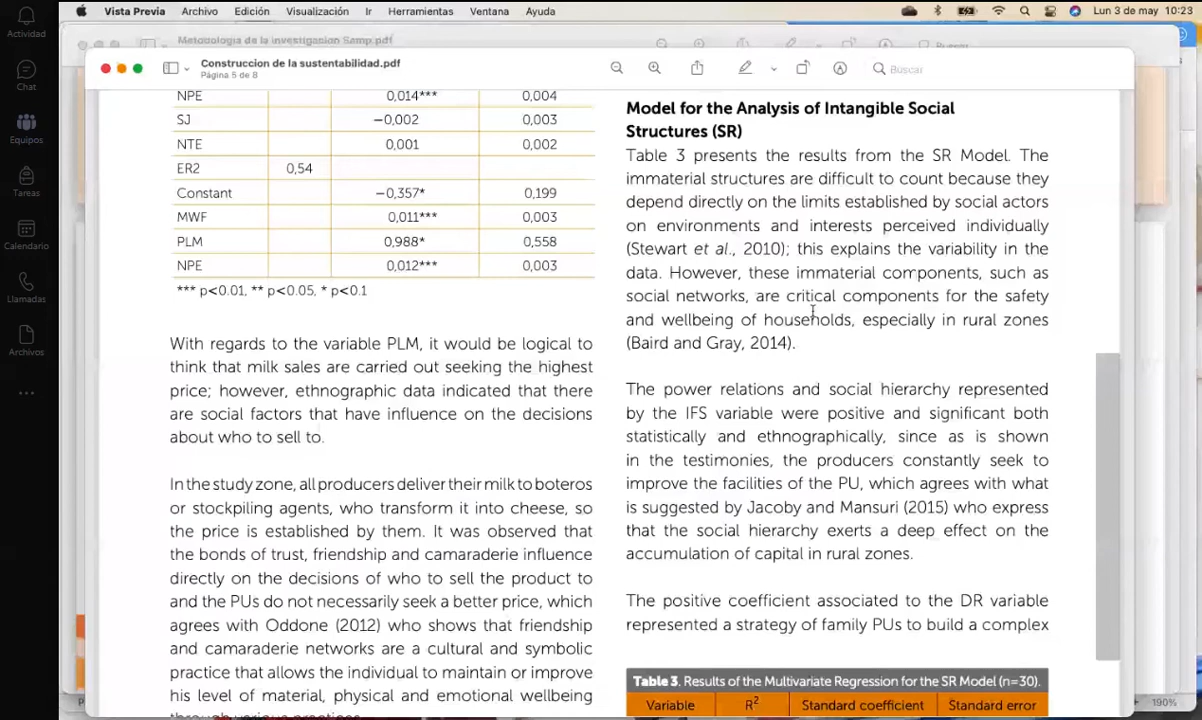 Vista Previa Archivo Edición Visualización Ir Herramientas Ventana Ayuda Lun 3 de may 10:23
Actividad
Chat
Equipos
Tareas
Calendario
Llamadas
Archivos
Metodologia de la investigacion Samp.pdf
Buscar
Construccion de la sustentabilidad.pdf
Página 5 de 8
Buscar
NPE 0,014*** 0,004
SJ −0,002 0,003
NTE 0,001 0,002
ER2 0,54
Constant −0,357* 0,199
MWF 0,011*** 0,003
PLM 0,988* 0,558
NPE 0,012*** 0,003
*** p<0.01, ** p<0.05, * p<0.1
With regards to the variable PLM, it would be logical to
think that milk sales are carried out seeking the highest
price; however, ethnographic data indicated that there
are social factors that have influence on the decisions
about who to sell to.
In the study zone, all producers deliver their milk to boteros
or stockpiling agents, who transform it into cheese, so
the price is established by them. It was observed that
the bonds of trust, friendship and camaraderie influence
directly on the decisions of who to sell the product to
and the PUs do not necessarily seek a better price, which
agrees with Oddone (2012) who shows that friendship
and camaraderie networks are a cultural and symbolic
practice that allows the individual to maintain or improve
his level of material, physical and emotional wellbeing
through various practices.
Model for the Analysis of Intangible Social
Structures (SR)
Table 3 presents the results from the SR Model. The
immaterial structures are difficult to count because they
depend directly on the limits established by social actors
on environments and interests perceived individually
(Stewart et al., 2010); this explains the variability in the
data. However, these immaterial components, such as
social networks, are critical components for the safety
and wellbeing of households, especially in rural zones
(Baird and Gray, 2014).
The power relations and social hierarchy represented
by the IFS variable were positive and significant both
statistically and ethnographically, since as is shown
in the testimonies, the producers constantly seek to
improve the facilities of the PU, which agrees with what
is suggested by Jacoby and Mansuri (2015) who express
that the social hierarchy exerts a deep effect on the
accumulation of capital in rural zones.
The positive coefficient associated to the DR variable
represented a strategy of family PUs to build a complex
Table 3. Results of the Multivariate Regression for the SR Model (n=30).
Variable R² Standard coefficient Standard error
190%